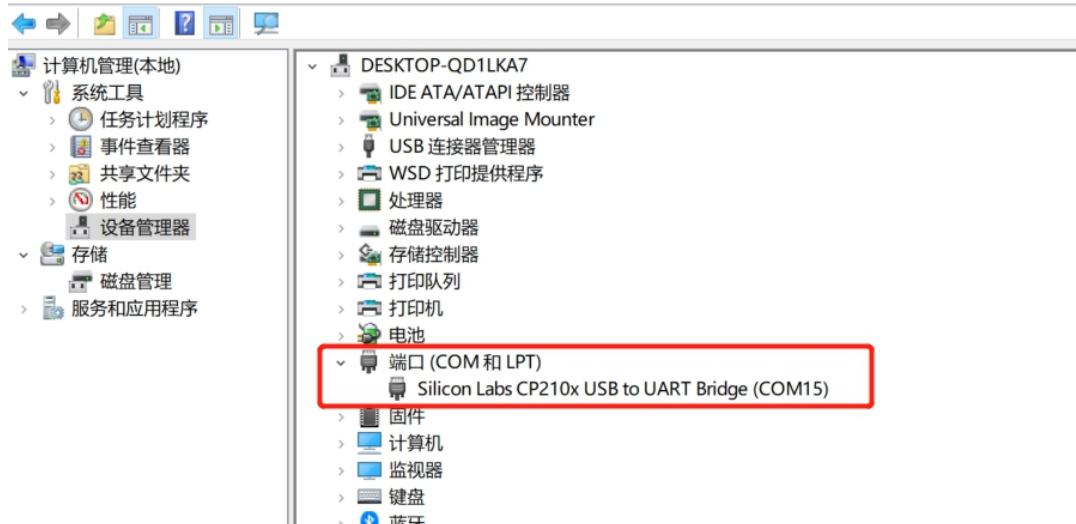 计算机管理(本地)
系统工具
任务计划程序
事件查看器
共享文件夹
性能
设备管理器
存储
磁盘管理
服务和应用程序
DESKTOP-QD1LKA7
IDE ATA/ATAPI 控制器
Universal Image Mounter
USB 连接器管理器
WSD 打印提供程序
处理器
磁盘驱动器
存储控制器
打印队列
打印机
电池
端口 (COM 和 LPT)
Silicon Labs CP210x USB to UART Bridge (COM15)
固件
计算机
监视器
键盘
蓝牙